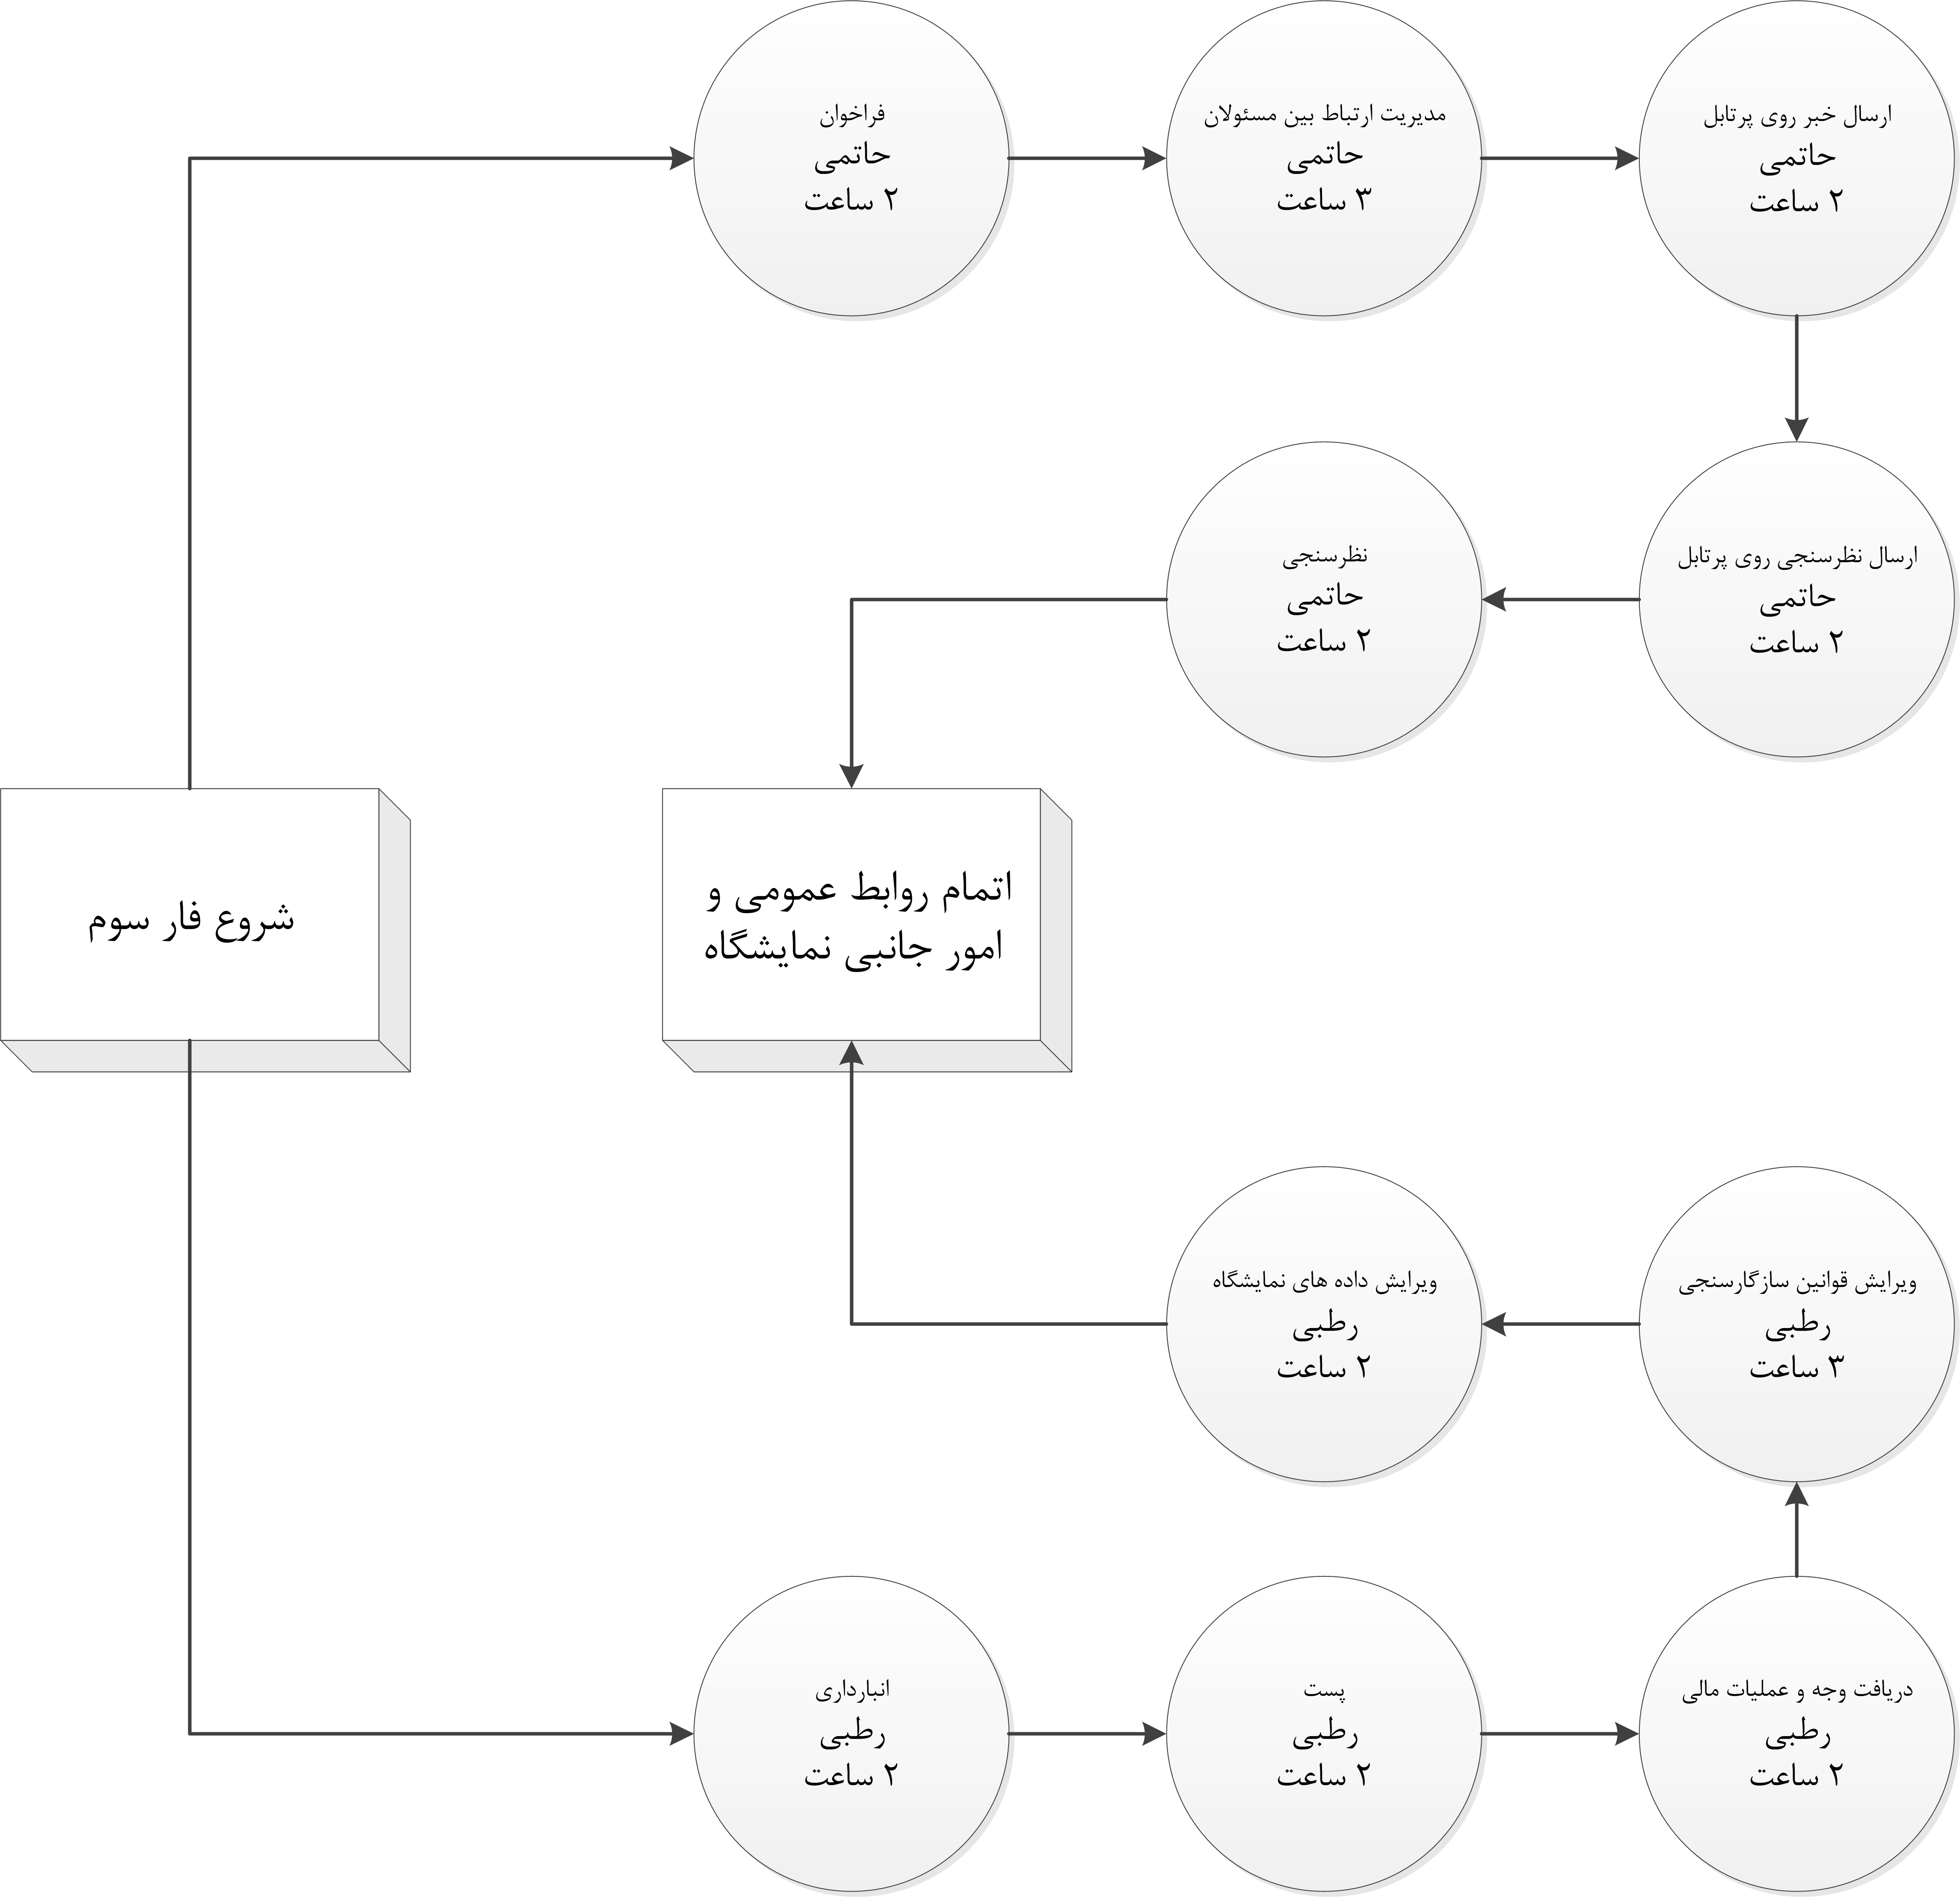 فراخوان
حاتمی
۲ ساعت
مدیریت ارتباط بین مسئولان
حاتمی
۳ ساعت
ارسال خبر روی پرتابل
حاتمی
۲ ساعت
ارسال نظرسنجی روی پرتابل
حاتمی
۲ ساعت
نظرسنجی
حاتمی
۲ ساعت
شروع فار سوم
اتمام روابط عمومی و
امور جانبی نمایشگاه
ویرایش داده های نمایشگاه
رطبی
۲ ساعت
ویرایش قوانین سازگارسنجی
رطبی
۳ ساعت
انبارداری
رطبی
۲ ساعت
پست
رطبی
۲ ساعت
دریافت وجه و عملیات مالی
رطبی
۲ ساعت